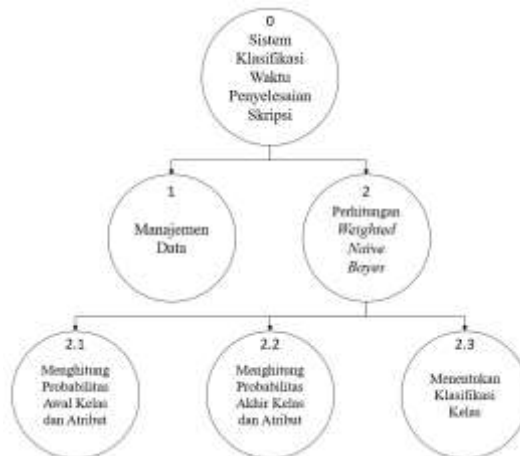 0
Sistem
Klasifikasi
Waktu
Penyelesaian
Skripsi
1
Manajemen
Data
2
Perhitungan
Weighted
Naive
Bayes
2.1
Menghitung
Probabilitas
Awal Kelas
dan Atribut
2.2
Menghitung
Probabilitas
Akhir Kelas
dan Atribut
2.3
Menentukan
Klasifikasi
Kelas